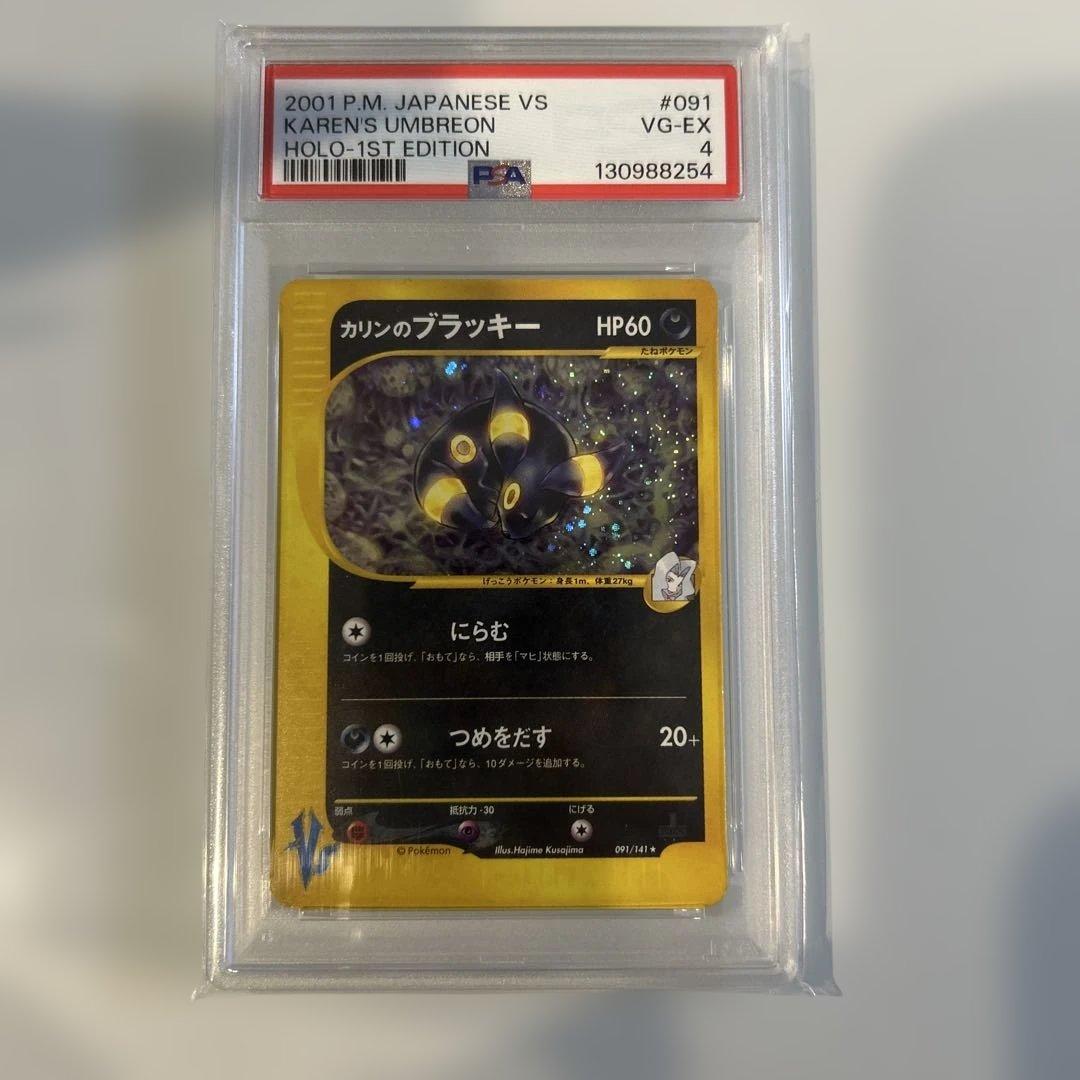 2001 P.M. JAPANESE VS #091
KAREN'S UMBREON VG-EX
HOLO-1ST EDITION 4
PSA 130988254
カリンのブラッキー HP60
たねポケモン
げっこうポケモン：身長1m、体重27kg
にらむ
コインを1回投げ、「おもて」なら、相手を「マヒ」状態にする。
つめをだす 20+
コインを1回投げ、「おもて」なら、10ダメージを追加する。
弱点 抵抗力 -30 にげる
© Pokémon Illus.Hajime Kusajima 091/141 ★